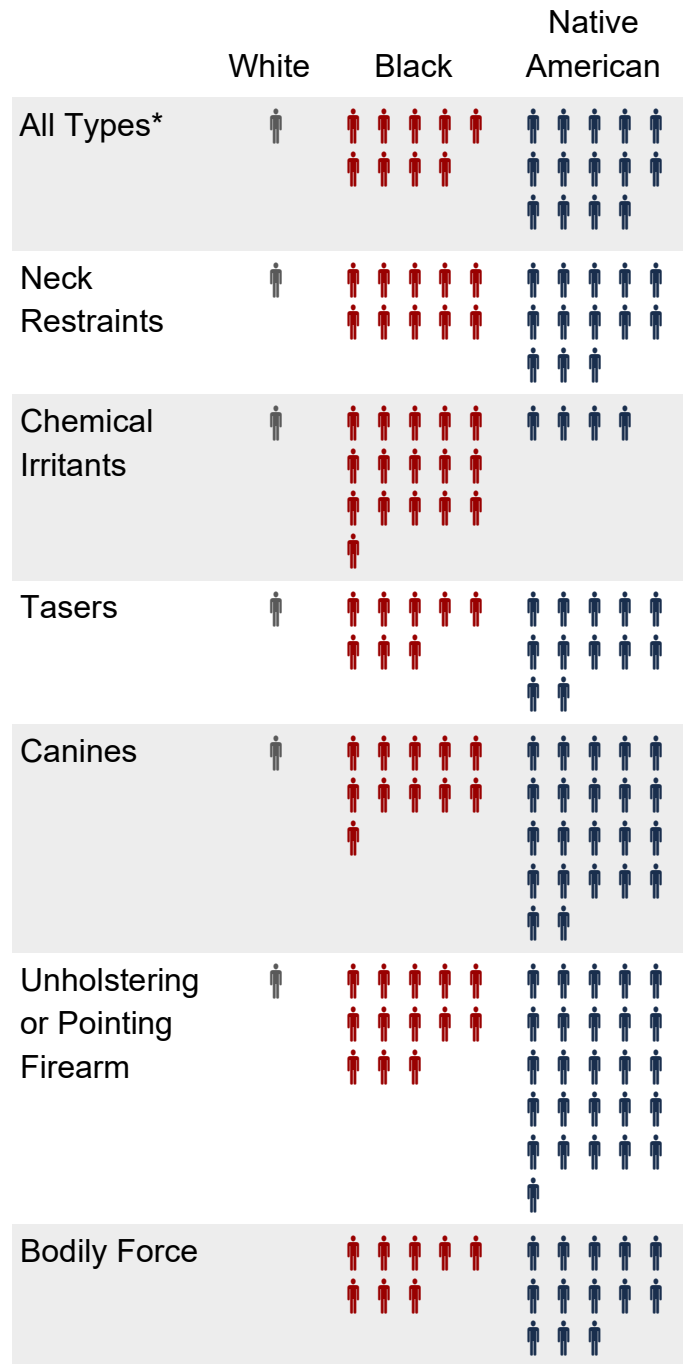 Native
White Black American
All Types*
Neck
Restraints
Chemical
Irritants
Tasers
Canines
Unholstering
or Pointing
Firearm
Bodily Force